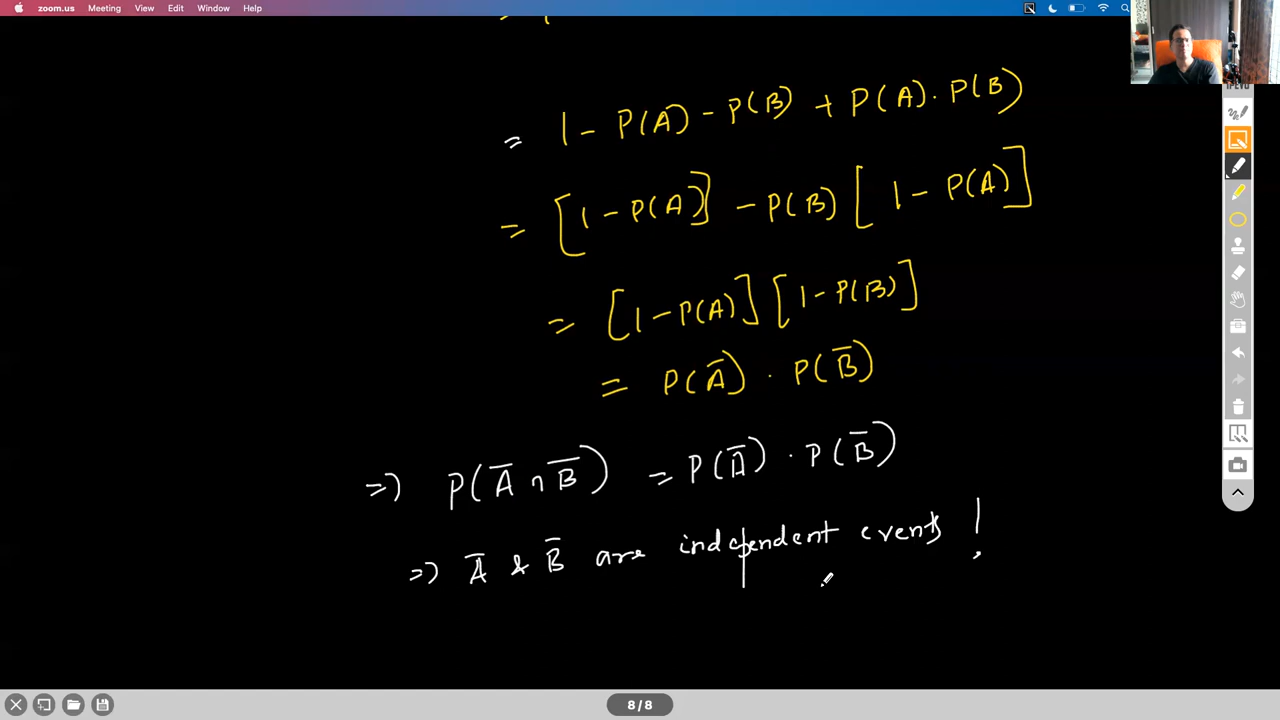 zoom.us Meeting View Edit Window Help
= 1 - P(A) - P(B) + P(A) · P(B)
= [1 - P(A)] - P(B) [1 - P(A)]
= [1 - P(A)] [1 - P(B)]
= P(A̅) · P(B̅)
=) P(A̅ ∩ B̅) = P(A̅) · P(B̅)
=) A̅ & B̅ are independent events !
8/8